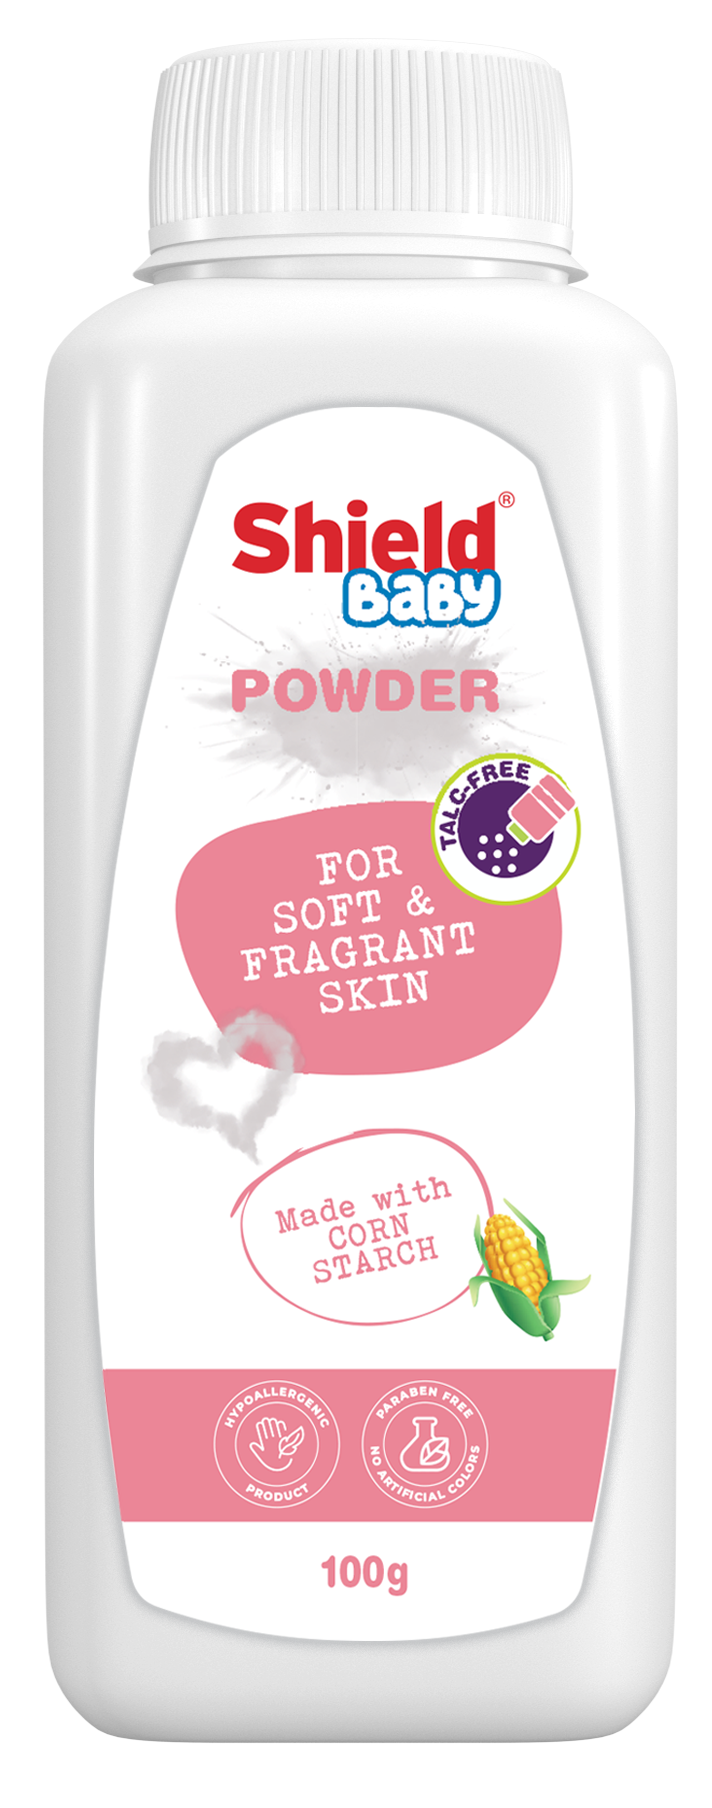 Shield®
BaBy
POWDER
TALC-FREE
FOR
SOFT &
FRAGRANT
SKIN
Made with
CORN
STARCH
HYPOALLERGENIC
PRODUCT
PARABEN FREE
NO ARTIFICIAL COLORS
100g